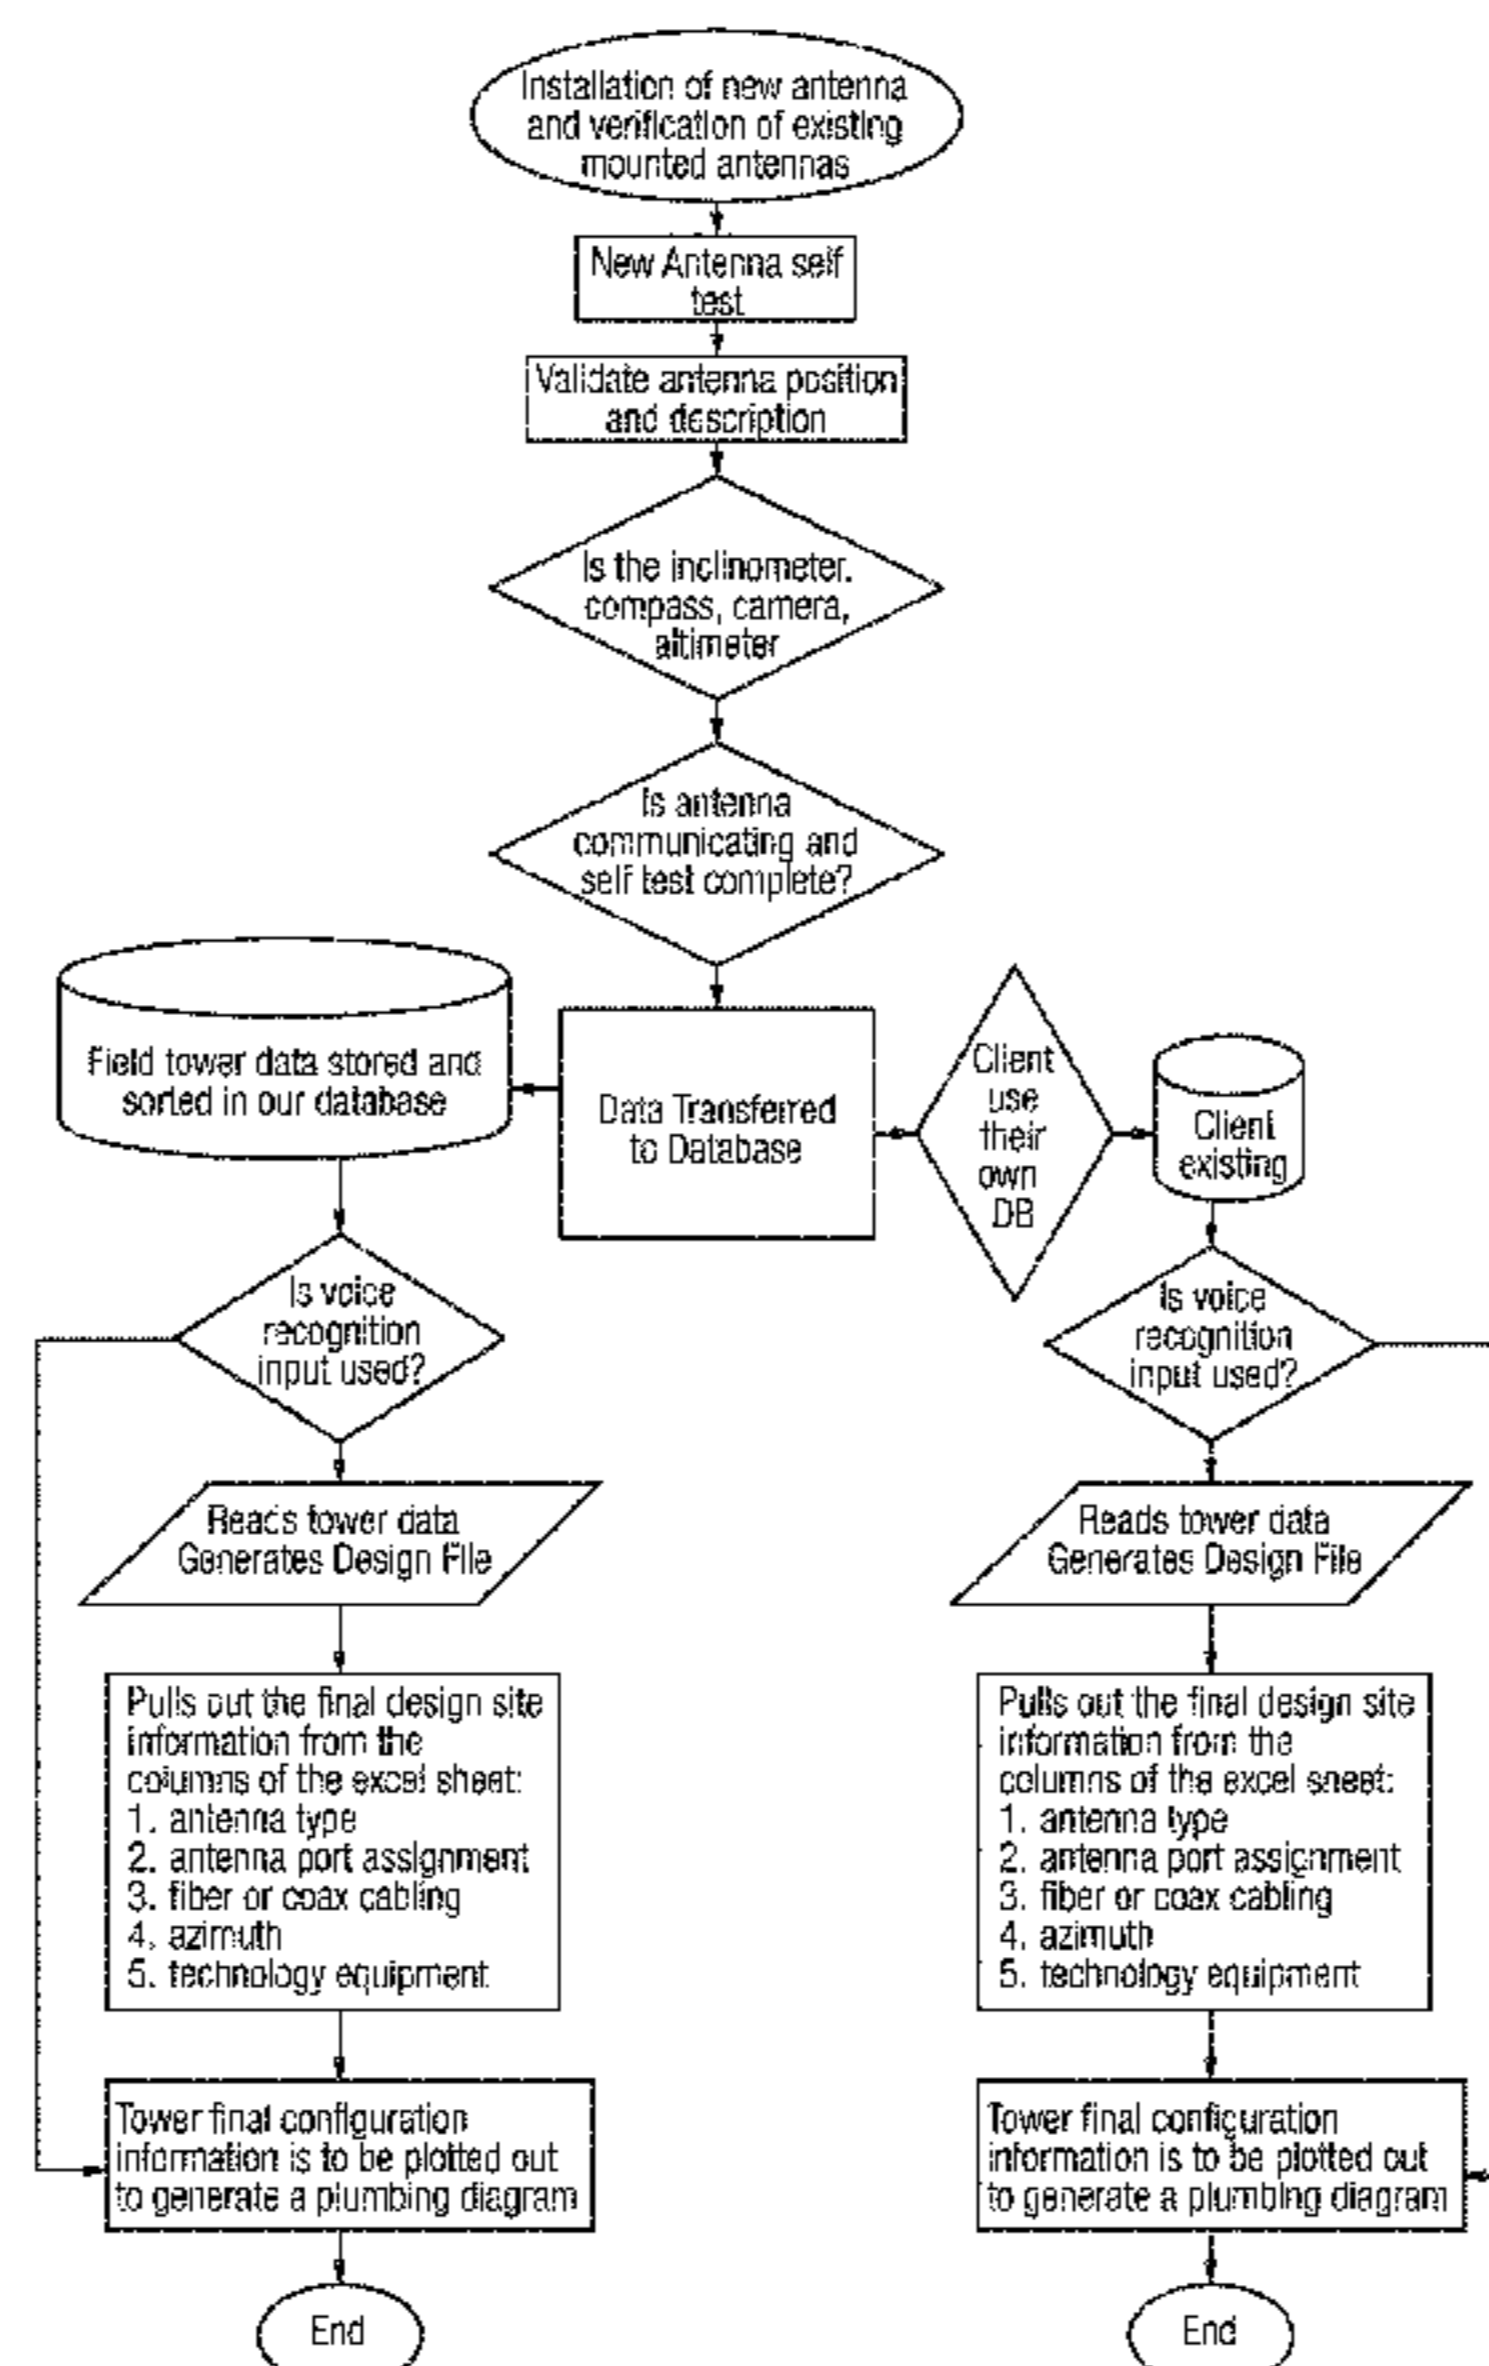 Installation of new antenna
and verification of existing
mounted antennas
New Antenna self
test
Validate antenna position
and description
Is the inclinometer.
compass, camera,
altimeter
Is antenna
communicating and
self test complete?
Field tower data stored and
sorted in our database
Data Transferred
to Database
Client
use
their
own
DB
Client
existing
Is voice
recognition
input used?
Reads tower data
Generates Design File
Pulls out the final design site
information from the
columns of the excel sheet:
1. antenna type
2. antenna port assignment
3. fiber or coax cabling
4. azimuth
5. technology equipment
Tower final configuration
information is to be plotted out
to generate a plumbing diagram
End
Is voice
recognition
input used?
Reads tower data
Generates Design File
Pulls out the final design site
information from the
columns of the excel sheet:
1. antenna type
2. antenna port assignment
3. fiber or coax cabling
4. azimuth
5. technology equipment
Tower final configuration
information is to be plotted out
to generate a plumbing diagram
End